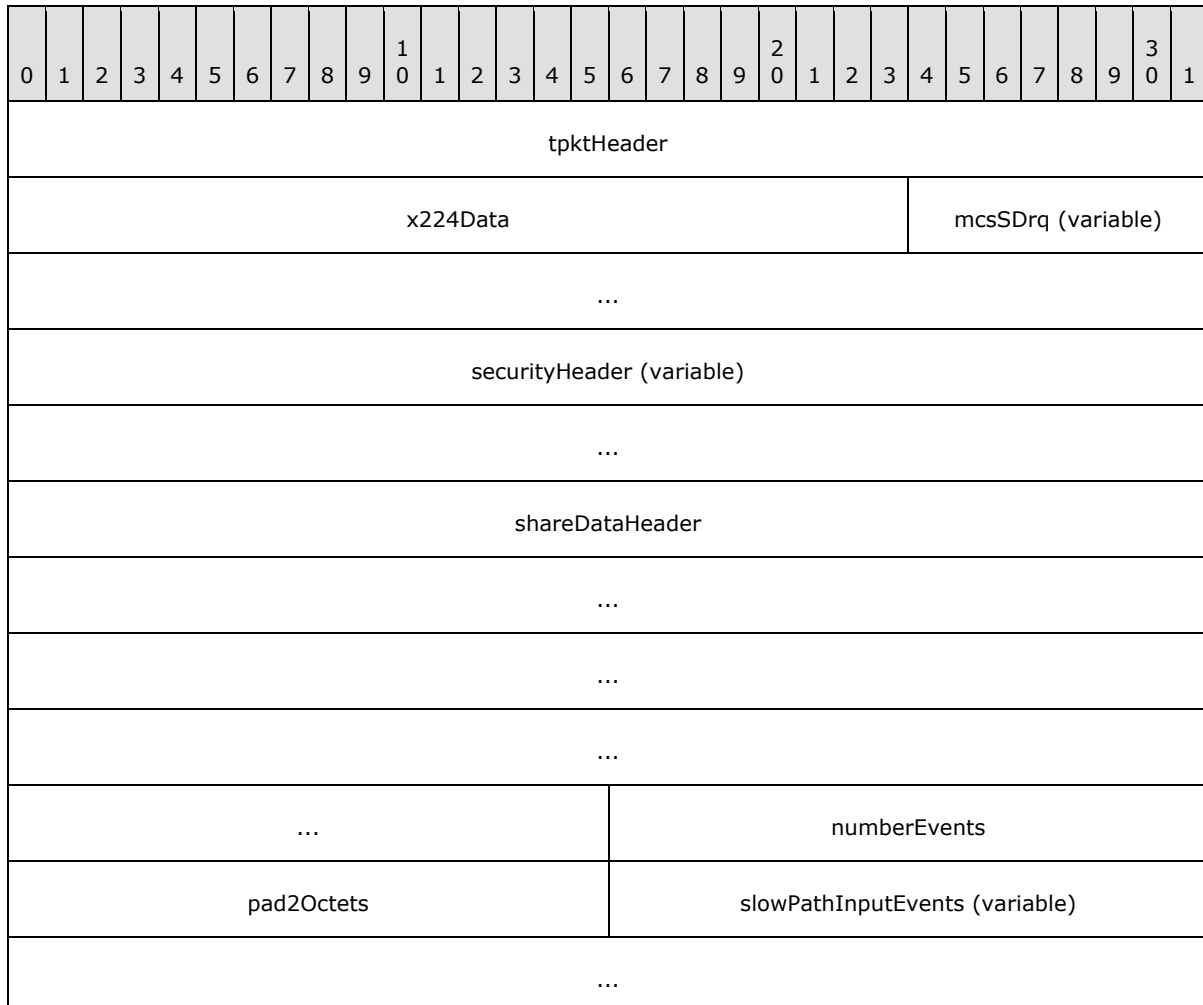 1 2 3
0 1 2 3 4 5 6 7 8 9 0 1 2 3 4 5 6 7 8 9 0 1 2 3 4 5 6 7 8 9 0 1
tpktHeader
x224Data mcsSDrq (variable)
...
securityHeader (variable)
...
shareDataHeader
...
...
...
... numberEvents
pad2Octets slowPathInputEvents (variable)
...